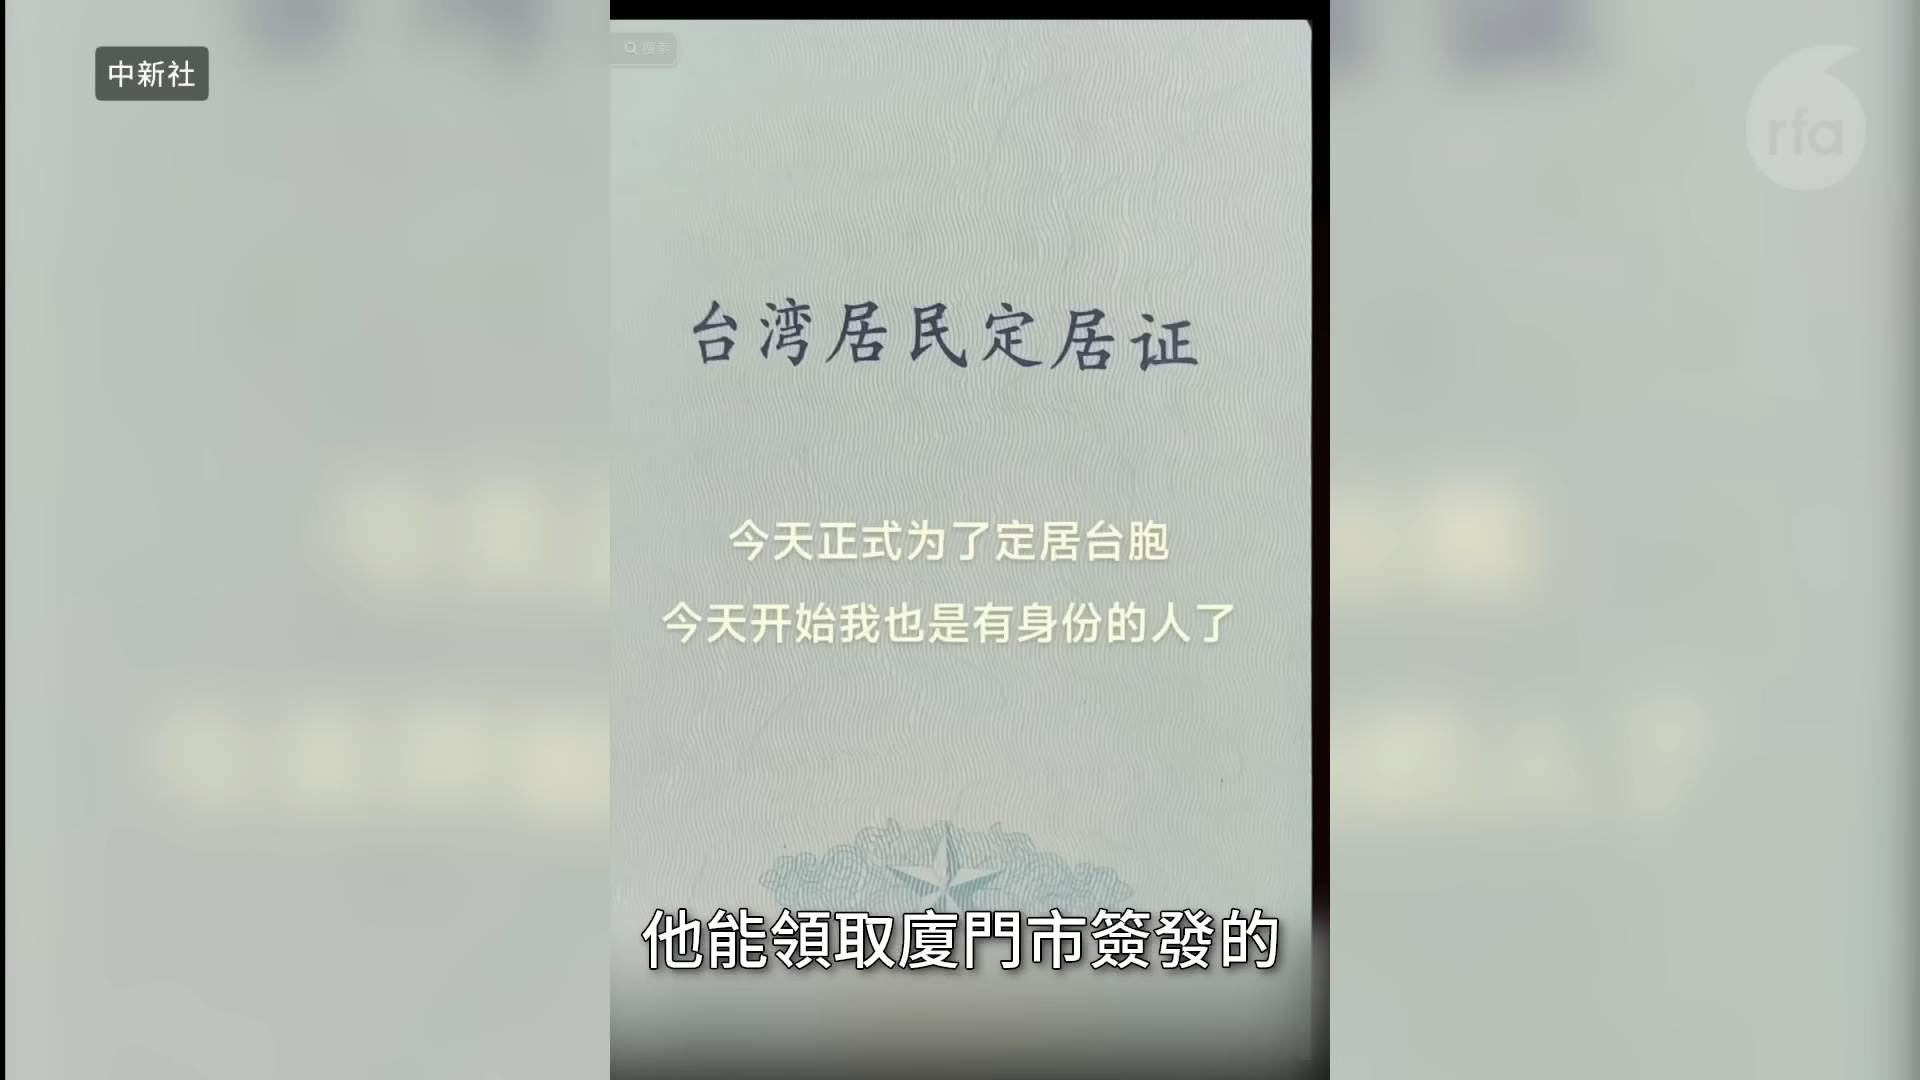 中新社
搜索
rfa
台湾居民定居证
今天正式为了定居台胞
今天开始我也是有身份的人了
他能領取廈門市簽發的